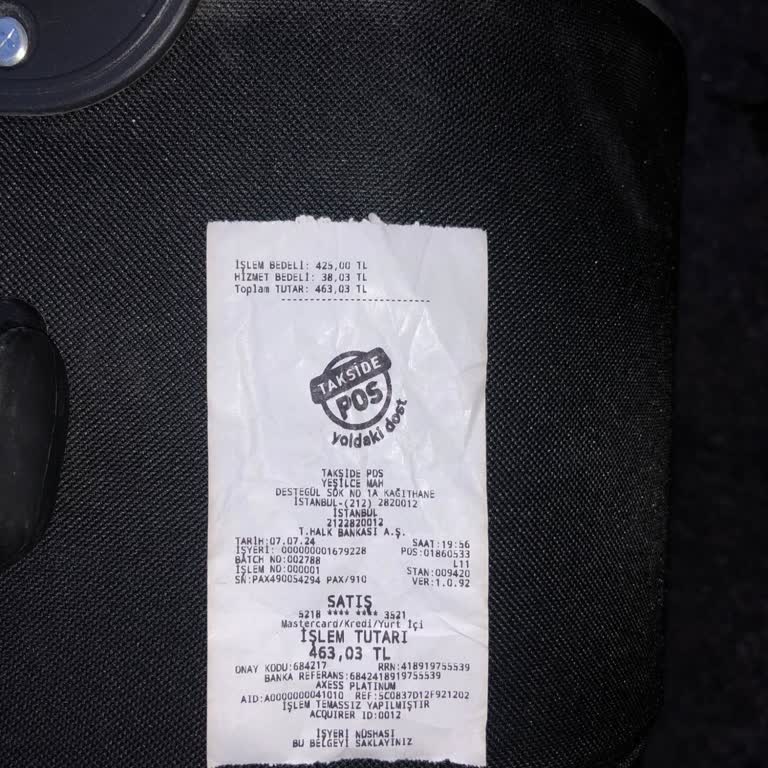 İŞLEM BEDELİ: 425,00 TL
HİZMET BEDELİ: 38,03 TL
Toplam TUTAR: 463,03 TL
TAKSİDE
POS
yoldaki dost
TAKSİDE POS
YEŞİLCE MAH
DESTEGÜL SOK NO 1A KAĞITHANE
İSTANBUL-(212) 2820012
İSTANBUL
2122820012
T.HALK BANKASI A.Ş.
TARİH:07.07.24 SAAT:19:56
İŞYERİ: 000000001679228 POS:01860533
BATCH NO:002788 L11
İŞLEM NO:000001 STAN:009420
SN:PAX490054294 PAX/910 VER:1.0.92
SATIŞ
5218 **** **** 3521
Mastercard/Kredi/Yurt İçi
İŞLEM TUTARI
463,03 TL
ONAY KODU:684217 RRN:418919755539
BANKA REFERANS:6842418919755539
AXESS PLATINUM
AID:A0000000041010 REF:5C0837D12F921202
İŞLEM TEMASSIZ YAPILMIŞTIR
ACQUIRER ID:0012
İŞYERİ NÜSHASI
BU BELGEYİ SAKLAYINIZ